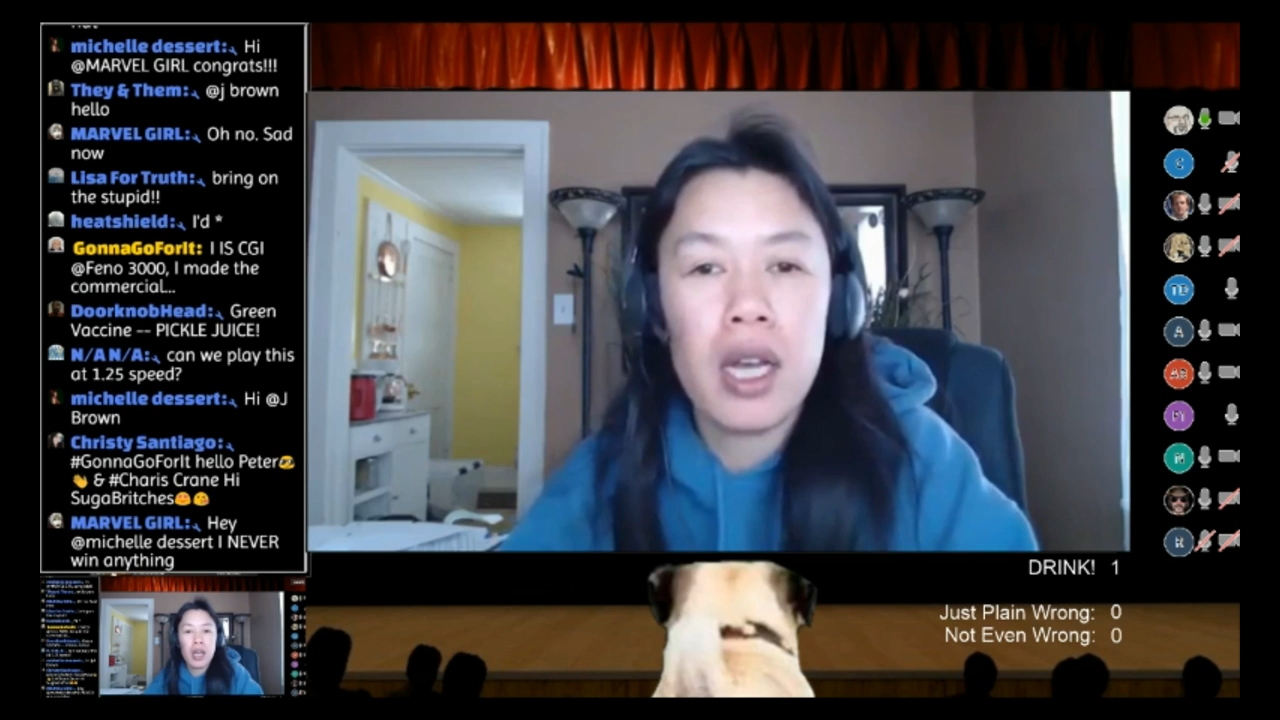 michelle dessert: Hi
@MARVEL GIRL congrats!!!
They & Them: @j brown
hello
MARVEL GIRL: Oh no. Sad
now
Lisa For Truth: bring on
the stupid!!
heatshield: I'd *
GonnaGoForIt: I IS CGI
@Feno 3000, I made the
commercial...
DoorknobHead: Green
Vaccine -- PICKLE JUICE!
N/A N/A: can we play this
at 1.25 speed?
michelle dessert: Hi @J
Brown
Christy Santiago:
#GonnaGoForIt hello Peter🤓
👋 & #Charis Crane Hi
SugaBritches🤗😘
MARVEL GIRL: Hey
@michelle dessert I NEVER
win anything
DRINK! 1
Just Plain Wrong: 0
Not Even Wrong: 0